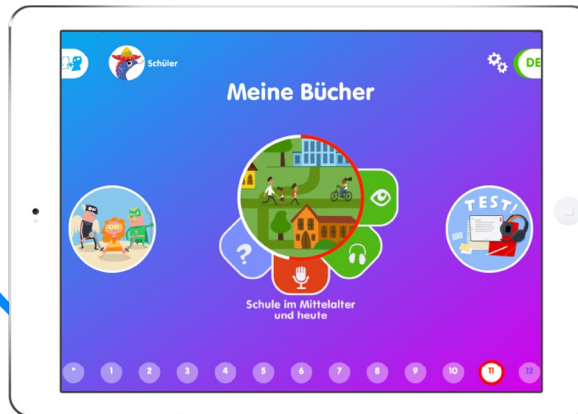 Schüler
DE
Meine Bücher
TEST!
?
Schule im Mittelalter
und heute
* 1 2 3 4 5 6 7 8 9 10 11 12